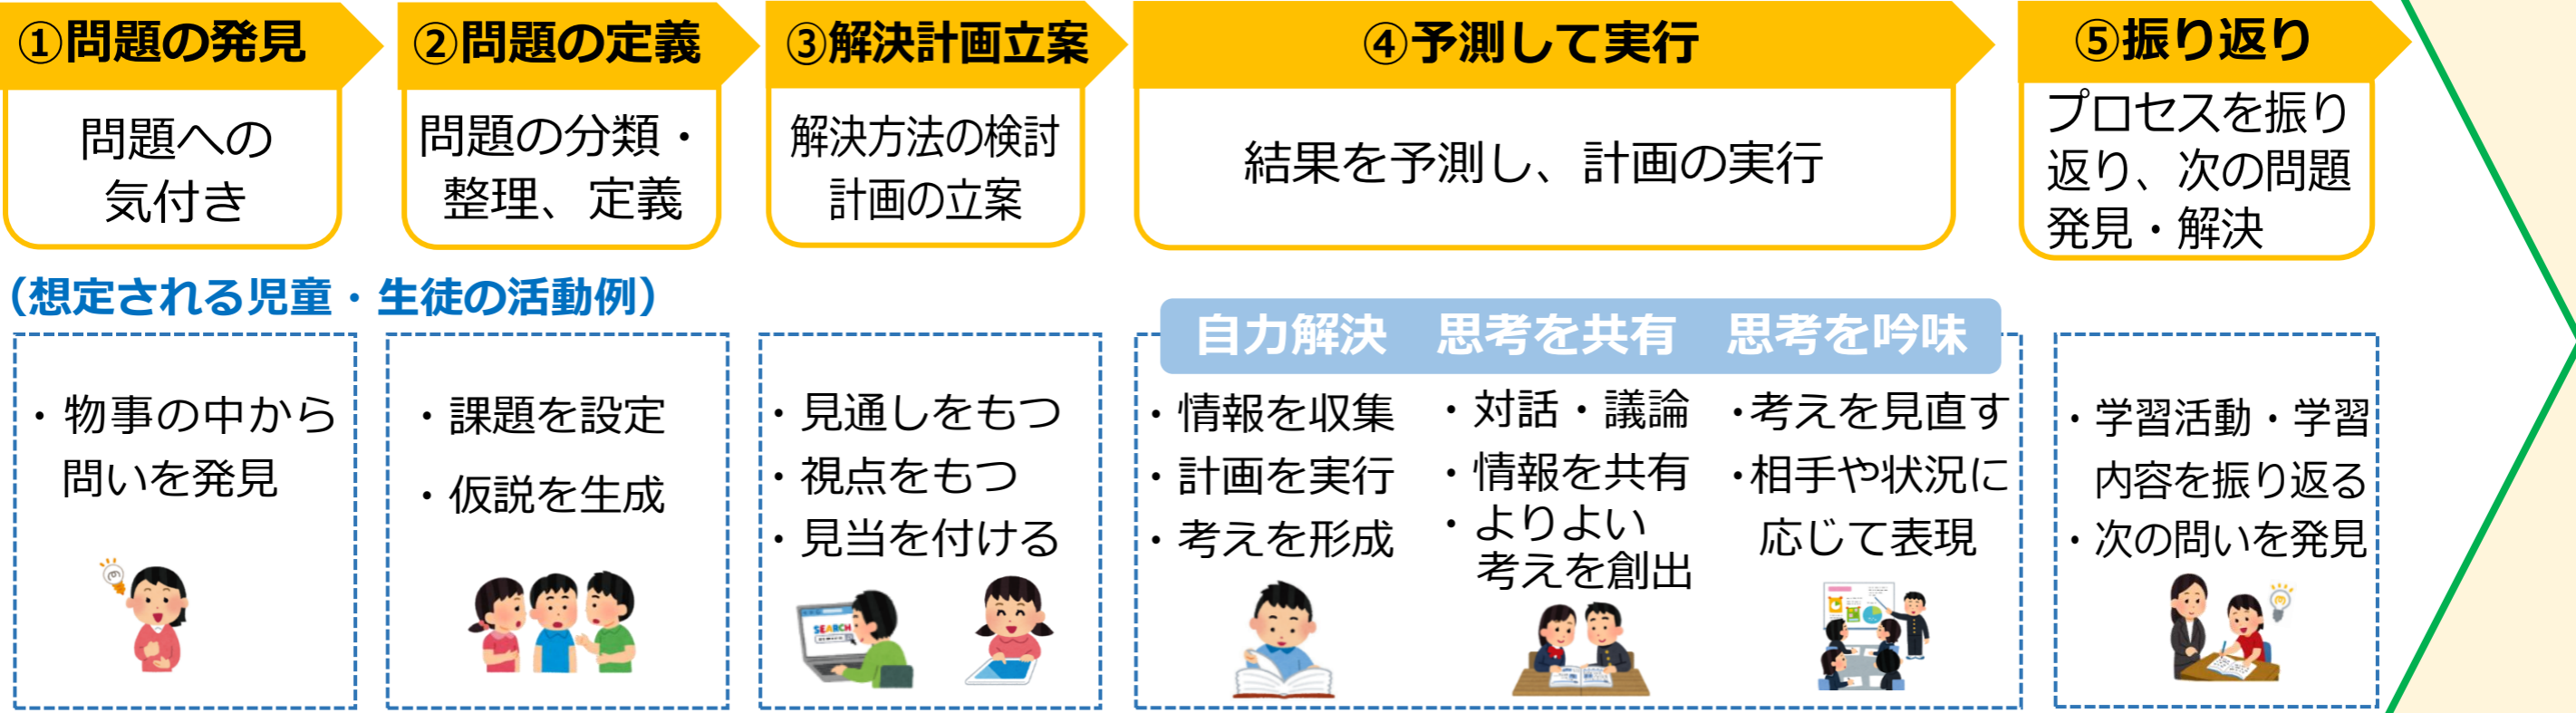 ①問題の発見
問題への
気付き
②問題の定義
問題の分類・
整理、定義
③解決計画立案
解決方法の検討
計画の立案
④予測して実行
結果を予測し、計画の実行
⑤振り返り
プロセスを振り
返り、次の問題
発見・解決
（想定される児童・生徒の活動例）
・物事の中から
問いを発見
・課題を設定
・仮説を生成
・見通しをもつ
・視点をもつ
・見当を付ける
SEARCH
自力解決
・情報を収集
・計画を実行
・考えを形成
思考を共有
・対話・議論
・情報を共有
・よりよい
考えを創出
思考を吟味
・考えを見直す
・相手や状況に
応じて表現
・学習活動・学習
内容を振り返る
・次の問いを発見